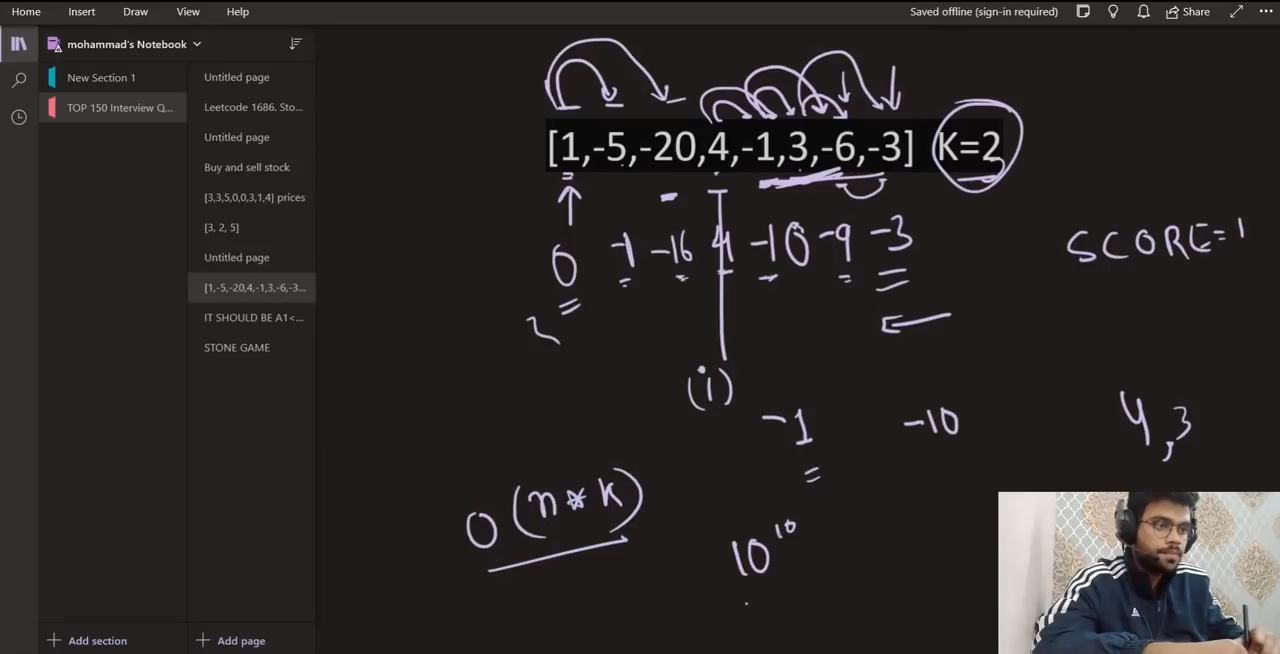 Home Insert Draw View Help Saved offline (sign-in required) Share
mohammad's Notebook
New Section 1
TOP 150 Interview Q...
Untitled page
Leetcode 1686. Sto...
Untitled page
Buy and sell stock
[3,3,5,0,0,3,1,4] prices
[3, 2, 5]
Untitled page
[1,-5,-20,4,-1,3,-6,-3...
IT SHOULD BE A1<...
STONE GAME
Add section
Add page
[1,-5,-20,4,-1,3,-6,-3] K=2
0 -1 -16 4 -10 -9 -3
SCORE=1
(i)
-1 -10
4,3
O(n*k)
10^10